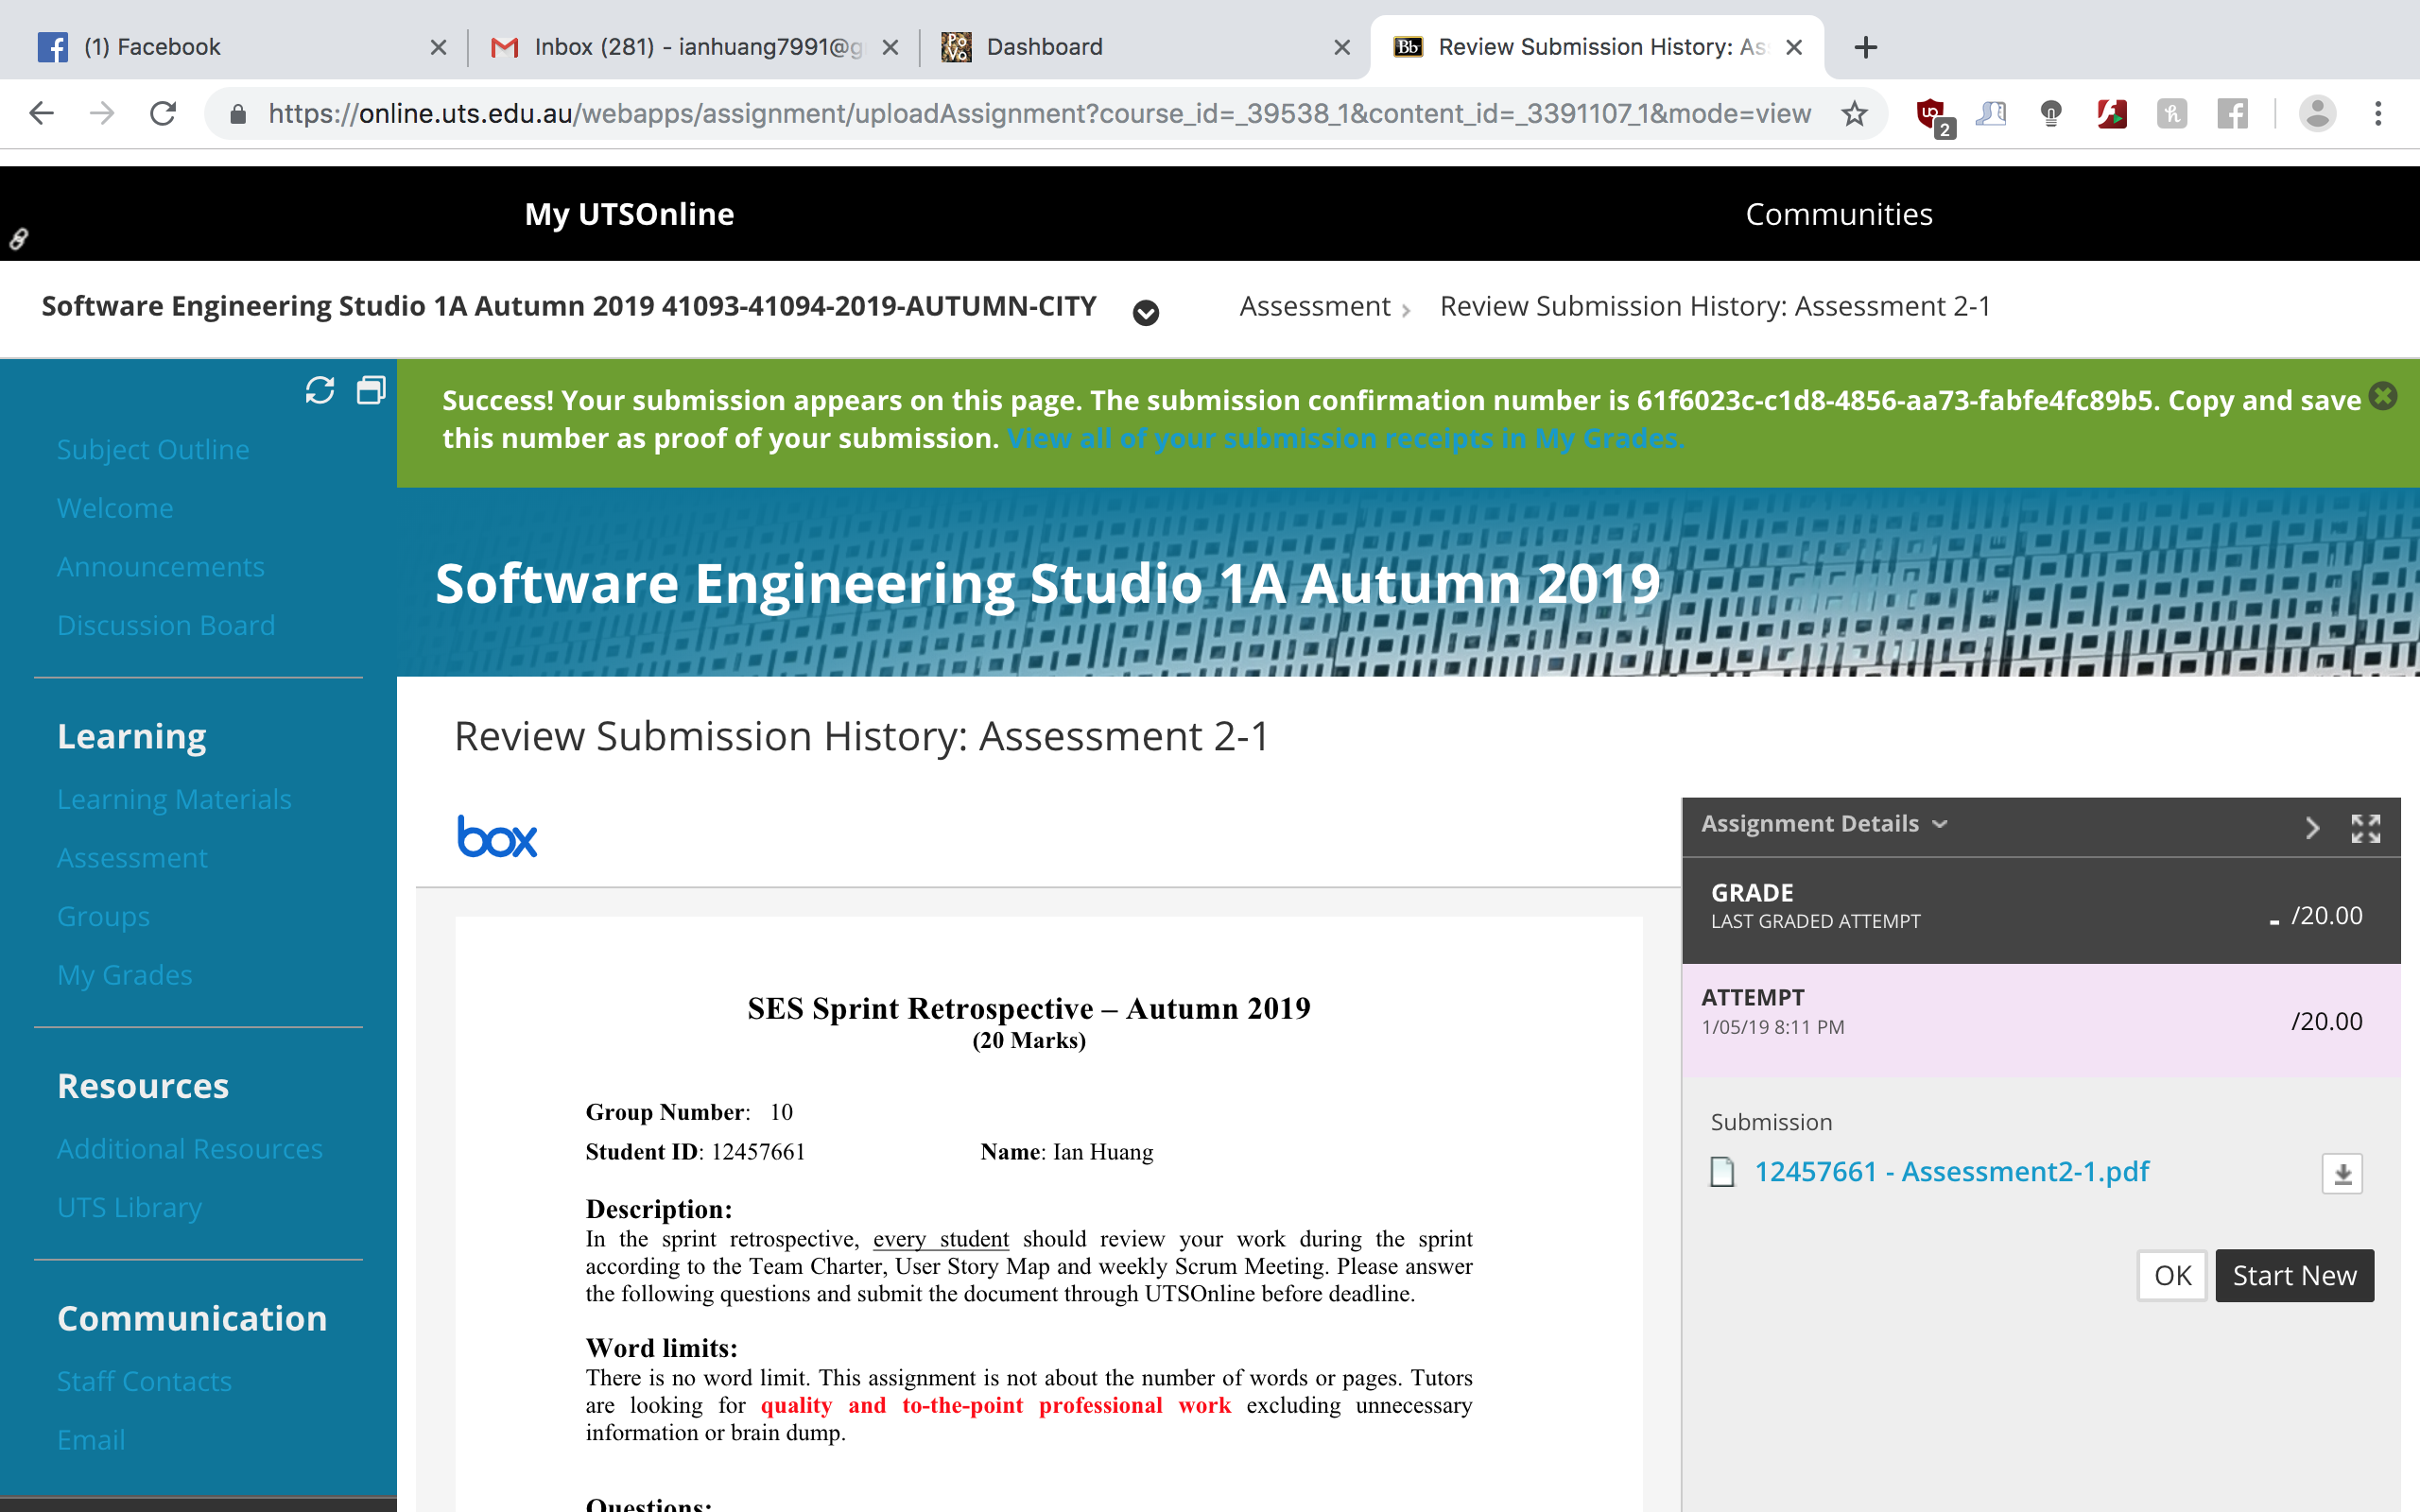 (1) Facebook
Inbox (281) - ianhuang7991@g
Dashboard
Review Submission History: As
https://online.uts.edu.au/webapps/assignment/uploadAssignment?course_id=_39538_1&content_id=_3391107_1&mode=view
2
My UTSOnline
Communities
Software Engineering Studio 1A Autumn 2019 41093-41094-2019-AUTUMN-CITY
Assessment
Review Submission History: Assessment 2-1
Success! Your submission appears on this page. The submission confirmation number is 61f6023c-c1d8-4856-aa73-fabfe4fc89b5. Copy and save
this number as proof of your submission. View all of your submission receipts in My Grades.
Subject Outline
Welcome
Announcements
Discussion Board
Learning
Learning Materials
Assessment
Groups
My Grades
Resources
Additional Resources
UTS Library
Communication
Staff Contacts
Email
Software Engineering Studio 1A Autumn 2019
Review Submission History: Assessment 2-1
box
SES Sprint Retrospective – Autumn 2019
(20 Marks)
Group Number: 10
Student ID: 12457661 Name: Ian Huang
Description:
In the sprint retrospective, every student should review your work during the sprint
according to the Team Charter, User Story Map and weekly Scrum Meeting. Please answer
the following questions and submit the document through UTSOnline before deadline.
Word limits:
There is no word limit. This assignment is not about the number of words or pages. Tutors
are looking for quality and to-the-point professional work excluding unnecessary
information or brain dump.
Questions:
Assignment Details
GRADE
LAST GRADED ATTEMPT
- /20.00
ATTEMPT
1/05/19 8:11 PM
/20.00
Submission
12457661 - Assessment2-1.pdf
OK
Start New